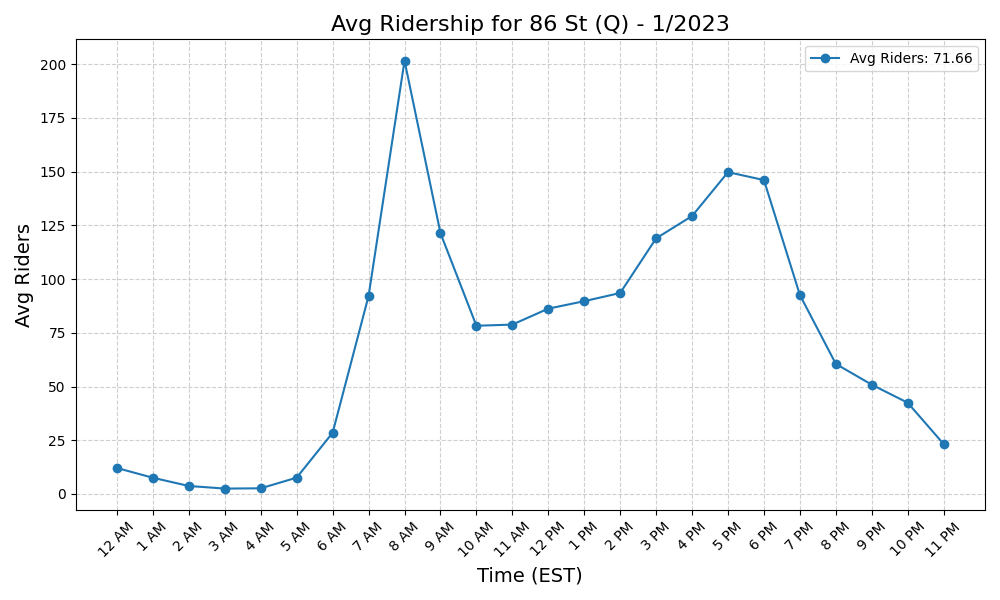 Avg Ridership for 86 St (Q) - 1/2023
Avg Riders: 71.66
Avg Riders
200
175
150
125
100
75
50
25
0
12 AM
1 AM
2 AM
3 AM
4 AM
5 AM
6 AM
7 AM
8 AM
9 AM
10 AM
11 AM
12 PM
1 PM
2 PM
3 PM
4 PM
5 PM
6 PM
7 PM
8 PM
9 PM
10 PM
11 PM
Time (EST)